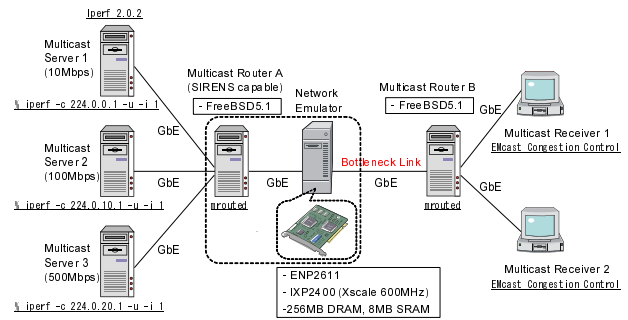 Iperf 2.0.2
Multicast
Server 1
(10Mbps)
% iperf -c 224.0.0.1 -u -i 1
GbE
Multicast
Server 2
(100Mbps)
GbE
% iperf -c 224.0.10.1 -u -i 1
Multicast
Server 3
(500Mbps)
GbE
% iperf -c 224.0.20.1 -u -i 1
Multicast Router A
(SIRENS capable)
- FreeBSD5.1
mrouted
GbE
Network
Emulator
- ENP2611
- IXP2400 (Xscale 600MHz)
-256MB DRAM, 8MB SRAM
Bottleneck Link
GbE
Multicast Router B
- FreeBSD5.1
mrouted
GbE
Multicast Receiver 1
EMcast Congestion Control
GbE
Multicast Receiver 2
EMcast Congestion Control